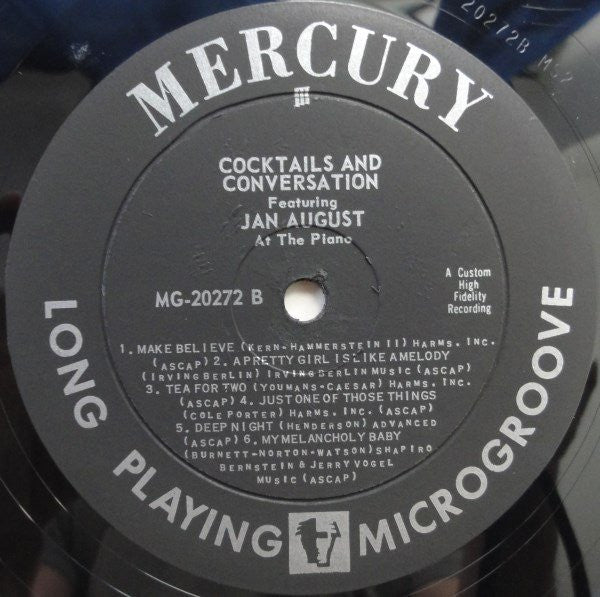 20272B M
MERCURY
COCKTAILS AND
CONVERSATION
Featuring
JAN AUGUST
At The Piano
MG-20272 B
A Custom
High
Fidelity
Recording
1. MAKE BELIEVE (KERN-HAMMERSTEIN II) HARMS. INC.
(ASCAP) 2. A PRETTY GIRL IS LIKE A MELODY
(IRVING BERLIN) IRVING BERLIN MUSIC (ASCAP)
3. TEA FOR TWO (YOUMANS-CAESAR) HARMS. INC.
(ASCAP) 4. JUST ONE OF THOSE THINGS
(COLE PORTER) HARMS. INC. (ASCAP)
5. DEEP NIGHT (HENDERSON) ADVANCED
(ASCAP) 6. MY MELANCHOLY BABY
(BURNETT-NORTON-WATSON) SHAPIRO
BERNSTEIN & JERRY VOGEL
MUSIC (ASCAP)
LONG PLAYING MICROGROOVE